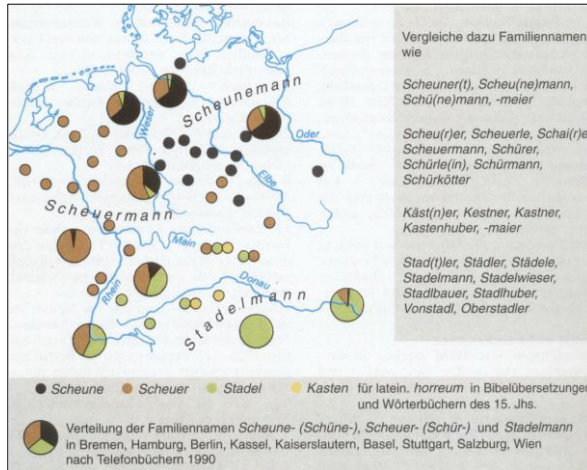 Scheunemann
Weser
Oder
Elbe
Scheuermann
Main
Rhein
Donau
Stadelmann
Vergleiche dazu Familiennamen
wie
Scheuner(t), Scheu(ne)mann,
Schü(ne)mann, -meier
Scheu(r)er, Scheuerle, Schai(r)e
Scheuermann, Schürer,
Schürle(in), Schürmann,
Schürkötter
Käst(n)er, Kestner, Kastner,
Kastenhuber, -maier
Stad(t)ler, Städler, Städele,
Stadelmann, Stadelwieser,
Stadlbauer, Stadlhuber,
Vonstadl, Oberstadler
Scheune Scheuer Stadel Kasten für latein. horreum in Bibelübersetzungen
und Wörterbüchern des 15. Jhs.
Verteilung der Familiennamen Scheune- (Schüne-), Scheuer- (Schür-) und Stadelmann
in Bremen, Hamburg, Berlin, Kassel, Kaiserslautern, Basel, Stuttgart, Salzburg, Wien
nach Telefonbüchern 1990